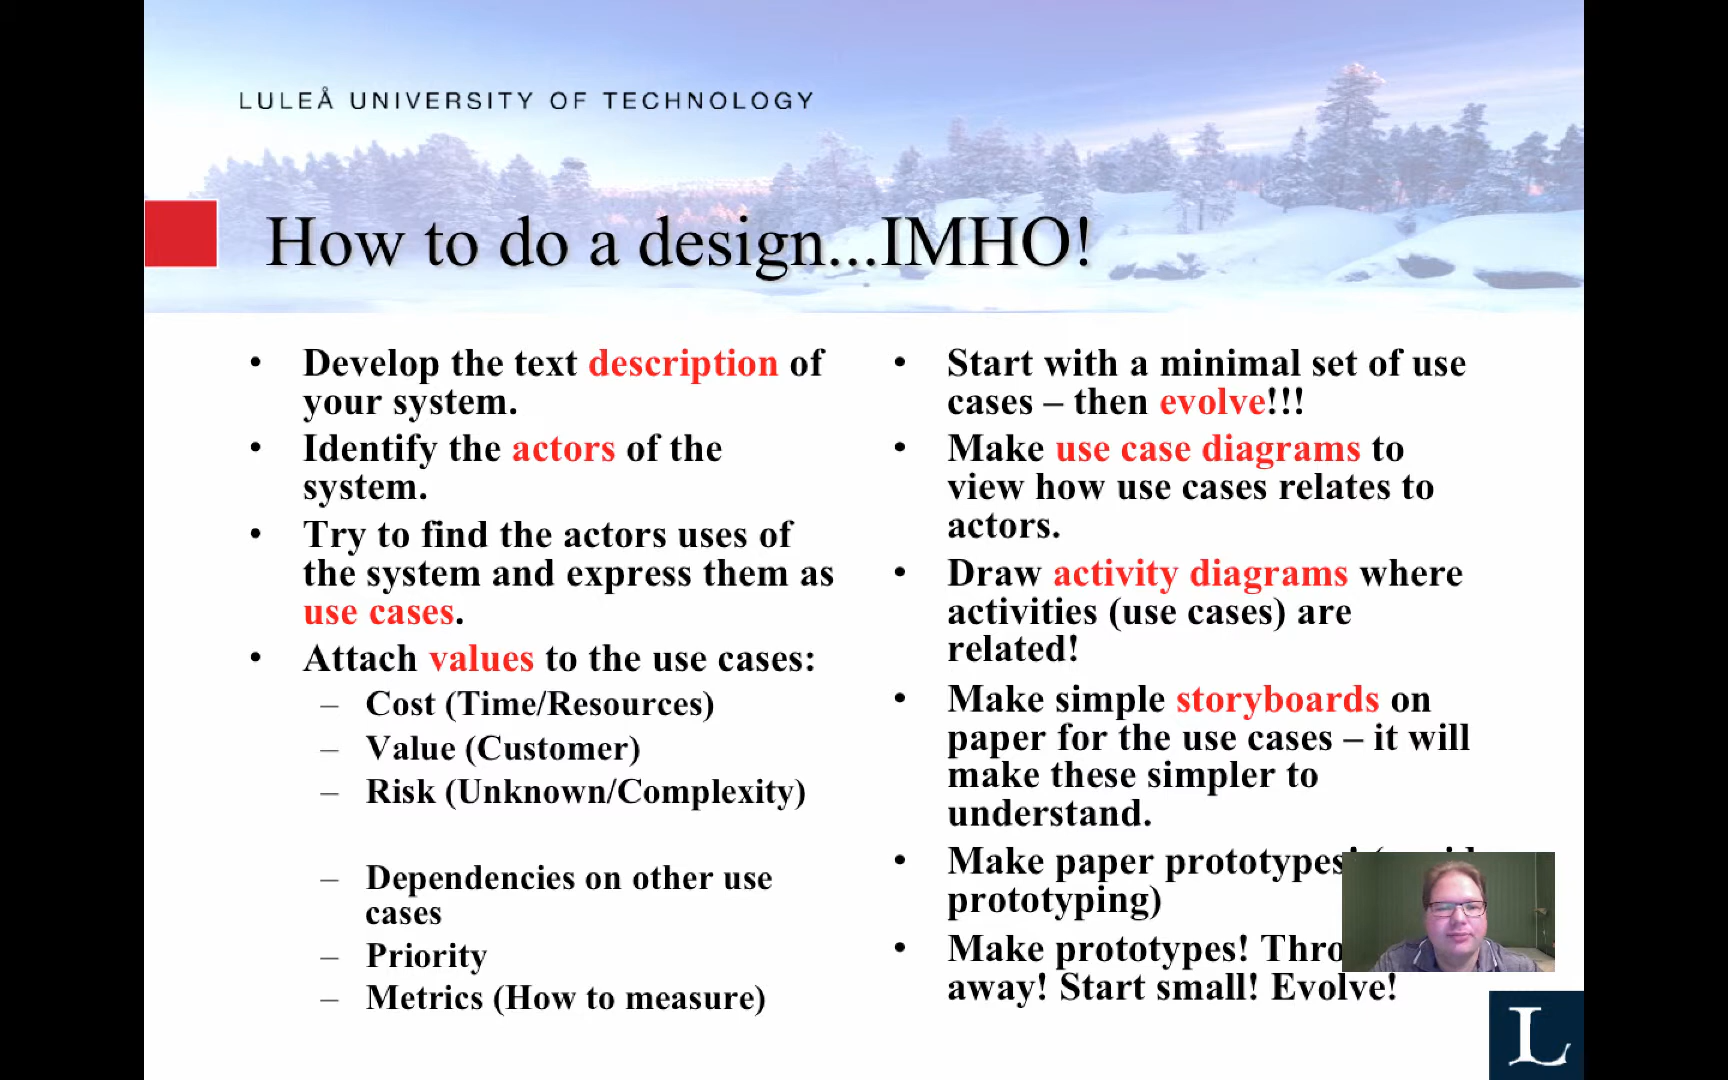 LULEÅ UNIVERSITY OF TECHNOLOGY
How to do a design...IMHO!
• Develop the text description of
your system.
• Identify the actors of the
system.
• Try to find the actors uses of
the system and express them as
use cases.
• Attach values to the use cases:
– Cost (Time/Resources)
– Value (Customer)
– Risk (Unknown/Complexity)
– Dependencies on other use
cases
– Priority
– Metrics (How to measure)
• Start with a minimal set of use
cases – then evolve!!!
• Make use case diagrams to
view how use cases relates to
actors.
• Draw activity diagrams where
activities (use cases) are
related!
• Make simple storyboards on
paper for the use cases – it will
make these simpler to
understand.
• Make paper prototypes
prototyping)
• Make prototypes!
away! Start small! Evolve!
L